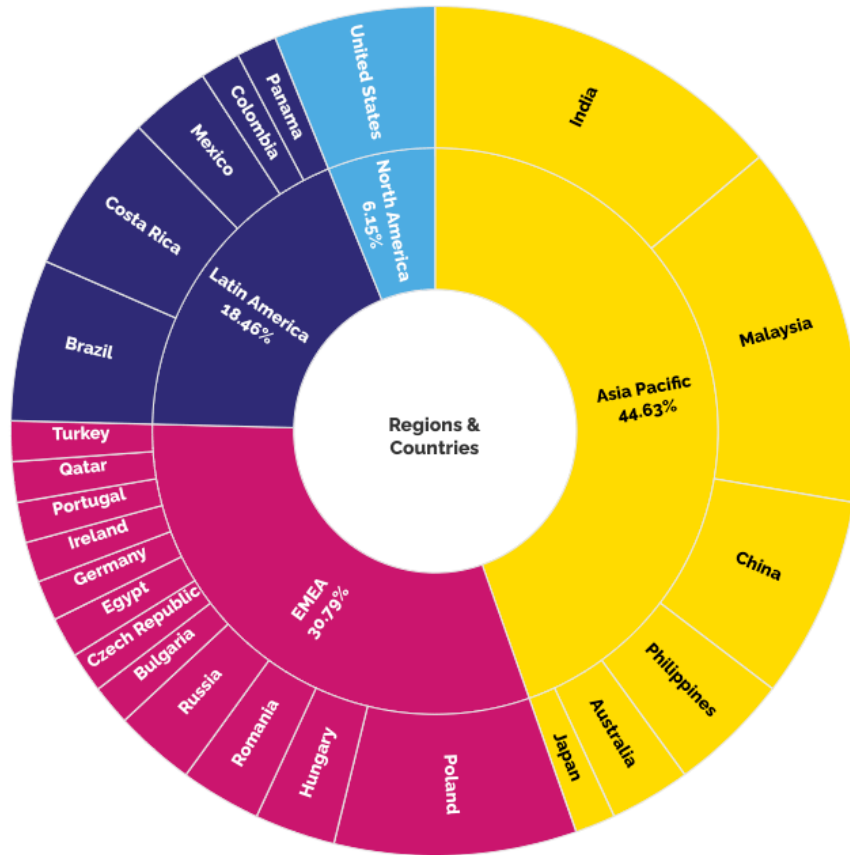 Regions &
Countries
Asia Pacific
44.63%
India
Malaysia
China
Philippines
Australia
Japan
EMEA
30.79%
Poland
Hungary
Romania
Russia
Bulgaria
Czech Republic
Egypt
Germany
Ireland
Portugal
Qatar
Turkey
Latin America
18.46%
Brazil
Costa Rica
Mexico
Colombia
Panama
North America
6.15%
United States